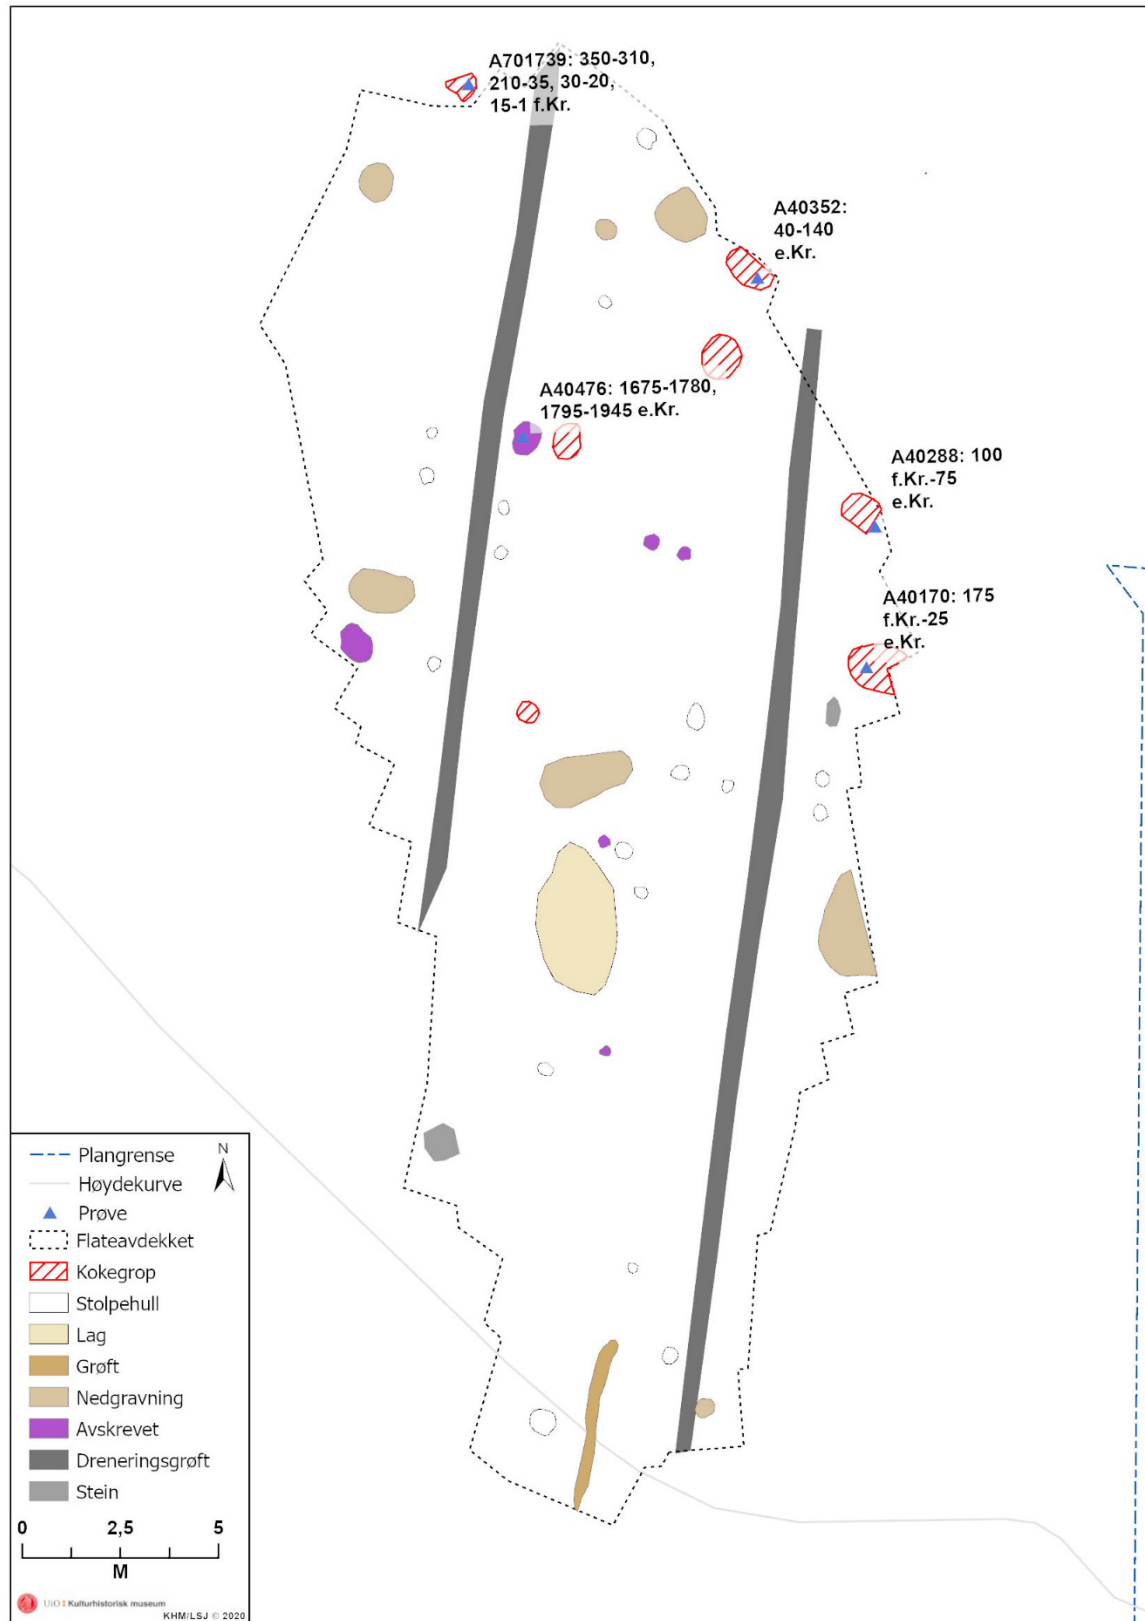 A701739: 350-310,
210-35, 30-20,
15-1 f.Kr.
A40352:
40-140
e.Kr.
A40476: 1675-1780,
1795-1945 e.Kr.
A40288: 100
f.Kr.-75
e.Kr.
A40170: 175
f.Kr.-25
e.Kr.
N
Plangrense
Høydekurve
Prøve
Flateavdekket
Kokegrop
Stolpehull
Lag
Grøft
Nedgravning
Avskrevet
Dreneringsgrøft
Stein
0 2,5 5
M
UiO : Kulturhistorisk museum
KHM/LSJ © 2020